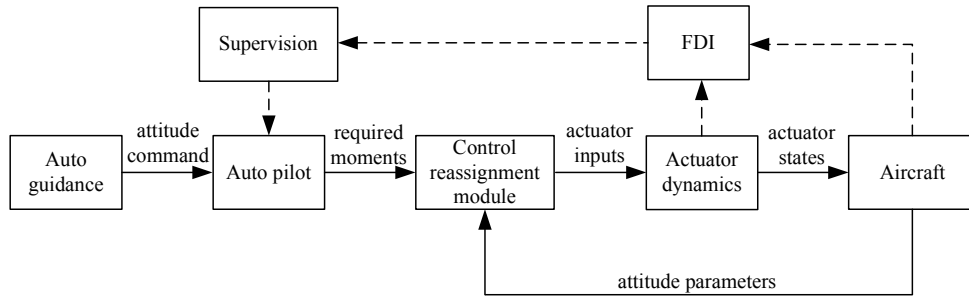 Supervision
FDI
attitude
command
required
moments
actuator
inputs
actuator
states
Auto
guidance
Auto pilot
Control
reassignment
module
Actuator
dynamics
Aircraft
attitude parameters